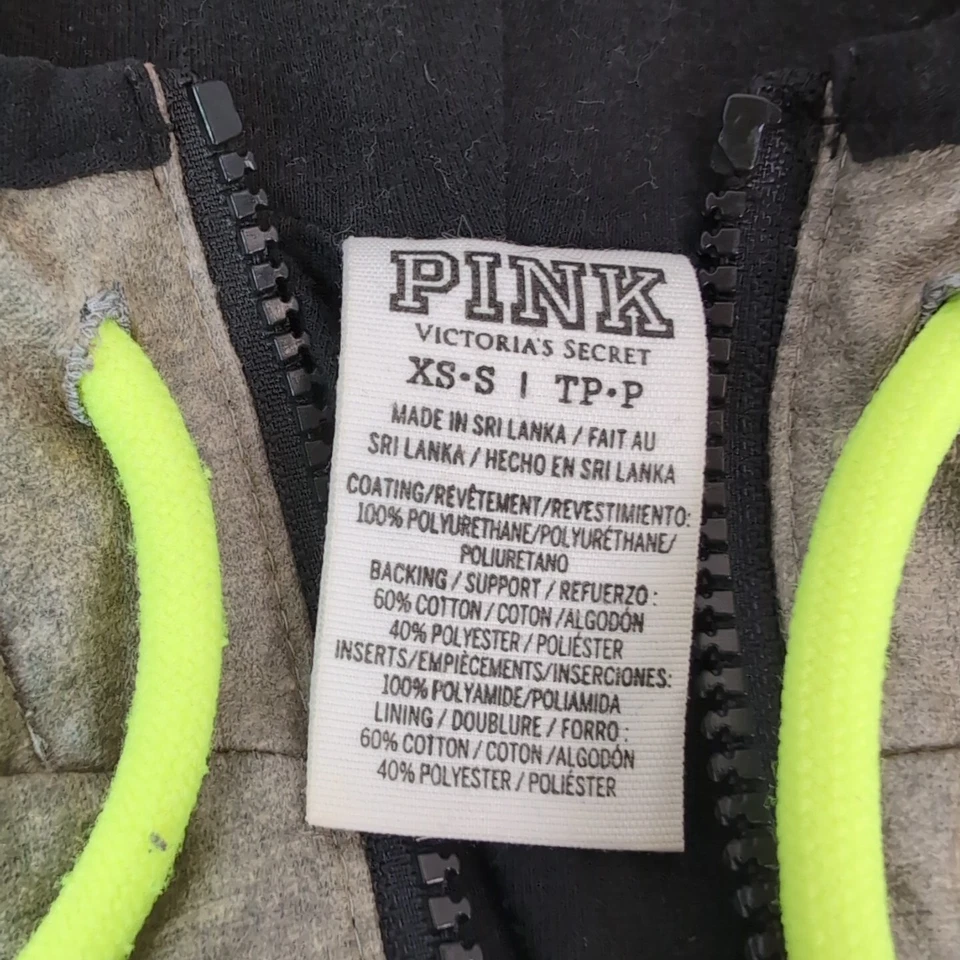 PINK
VICTORIA'S SECRET
XS•S | TP•P
MADE IN SRI LANKA / FAIT AU
SRI LANKA / HECHO EN SRI LANKA
COATING/REVÊTEMENT/REVESTIMIENTO:
100% POLYURETHANE/POLYURÉTHANE/
POLIURETANO
BACKING / SUPPORT / REFUERZO :
60% COTTON / COTON /ALGODÓN
40% POLYESTER / POLIÉSTER
INSERTS/EMPIÈCEMENTS/INSERCIONES:
100% POLYAMIDE/POLIAMIDA
LINING / DOUBLURE / FORRO :
60% COTTON / COTON /ALGODÓN
40% POLYESTER / POLIÉSTER